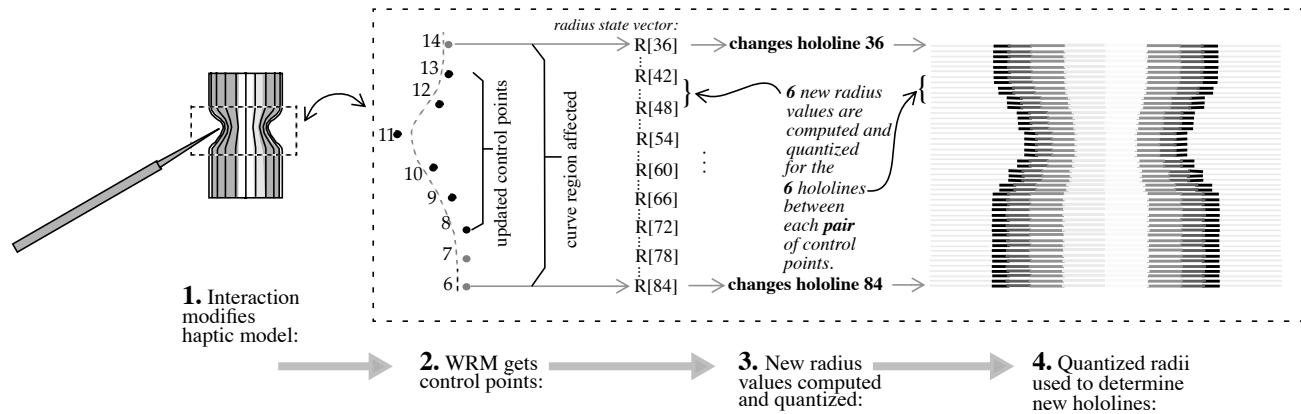 radius state vector:
14
R[36]
changes hololine 36
13
R[42]
12
R[48]
11
R[54]
10
R[60]
9
R[66]
8
R[72]
7
R[78]
6
R[84]
changes hololine 84
updated control points
curve region affected
{
6 new radius
values are
computed and
quantized
for the
6 hololines
between
each pair
of control
points.
{
1. Interaction
modifies
haptic model:
2. WRM gets
control points:
3. New radius
values computed
and quantized:
4. Quantized radii
used to determine
new hololines: